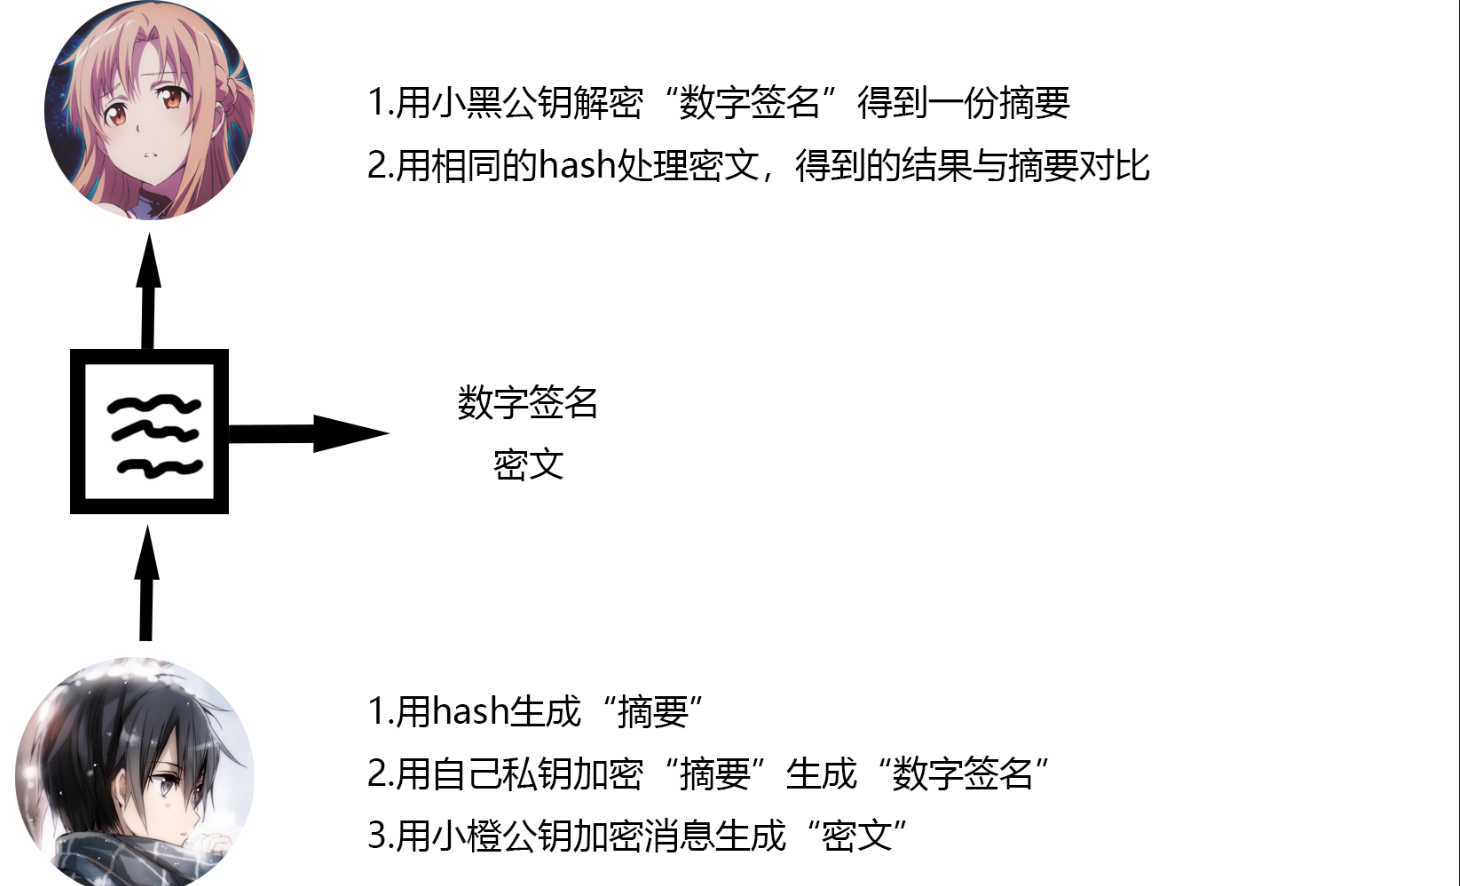 1.用小黑公钥解密“数字签名”得到一份摘要
2.用相同的hash处理密文，得到的结果与摘要对比
数字签名
密文
1.用hash生成“摘要”
2.用自己私钥加密“摘要”生成“数字签名”
3.用小橙公钥加密消息生成“密文”